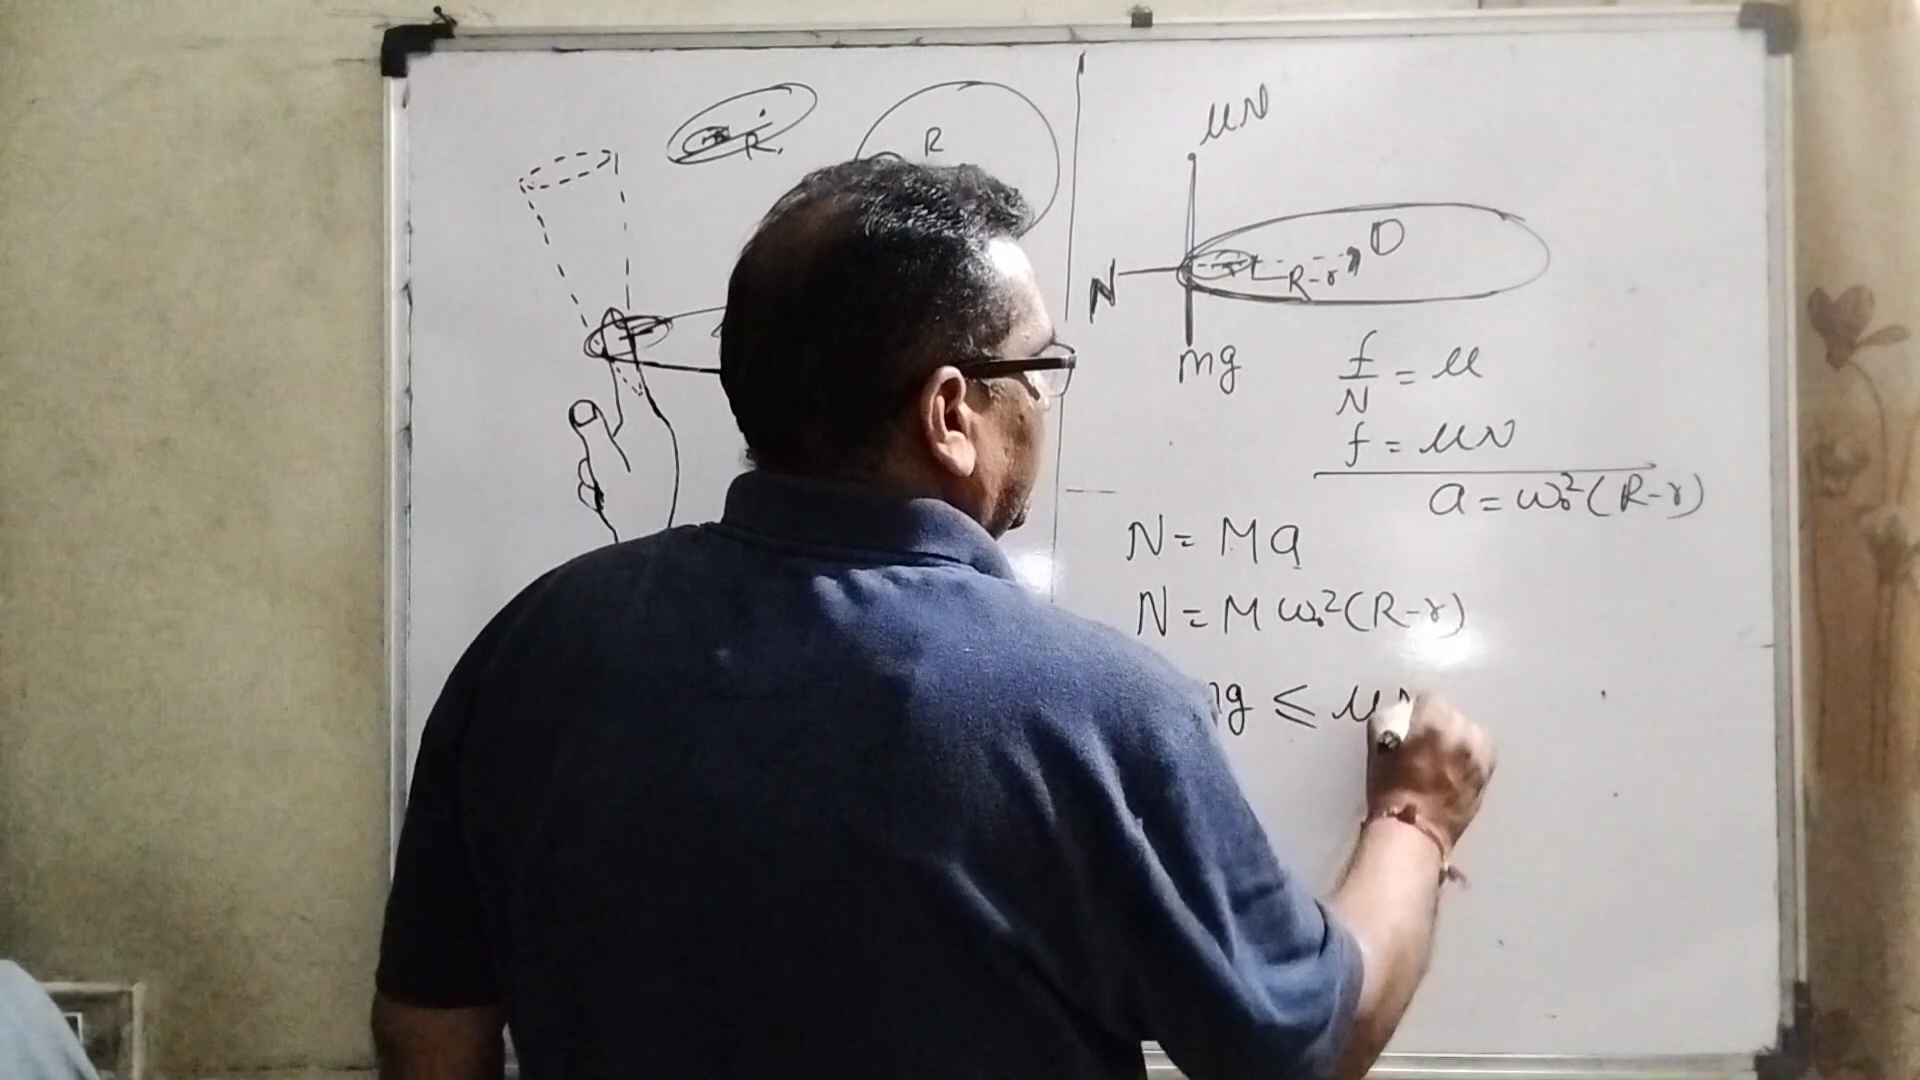 R
R
μN
N
O
R-r
mg
f/N = μ
f = μN
a = ω₀²(R-r)
N = Ma
N = Mω₀²(R-r)
g ≤ μ